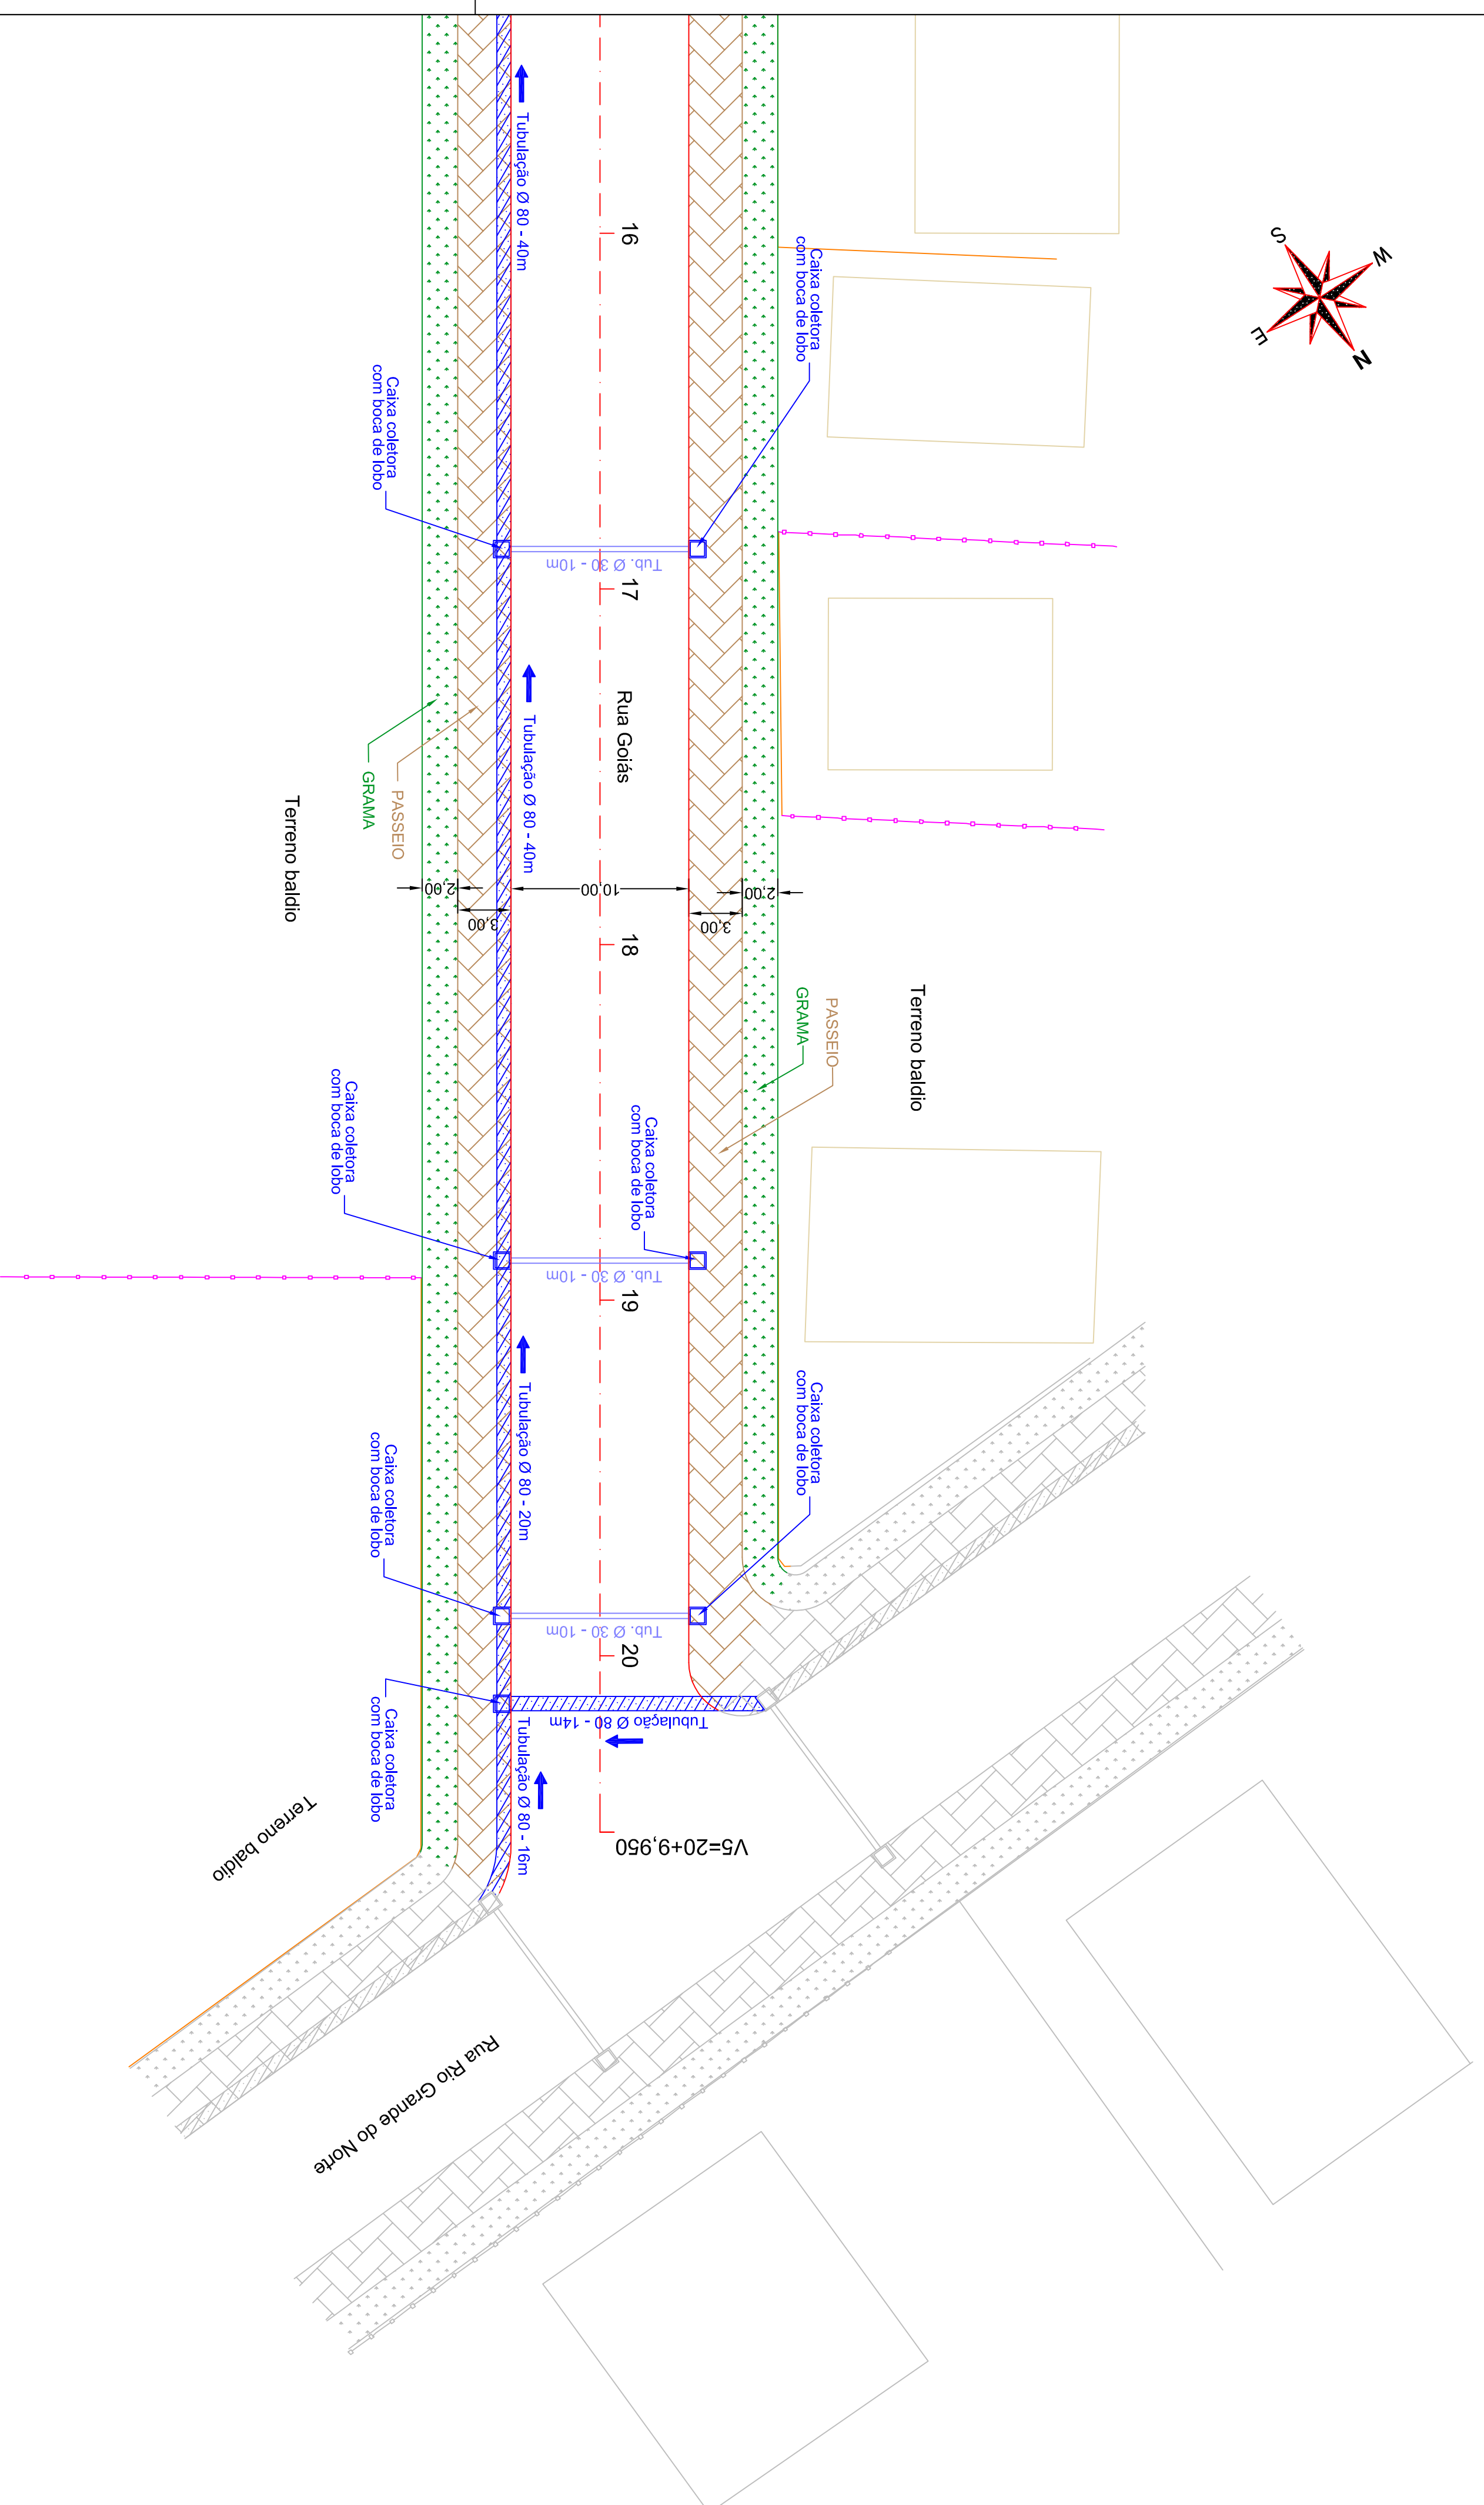 S
W
E
N
Tubulação Ø 80 - 40m
16
Caixa coletora
com boca de lobo
Caixa coletora
com boca de lobo
Tub. Ø 30 - 10m
17
Rua Goiás
Tubulação Ø 80 - 40m
GRAMA
PASSEIO
Terreno baldio
2,00
3,00
10,00
3,00
2,00
18
GRAMA
PASSEIO
Terreno baldio
Caixa coletora
com boca de lobo
Caixa coletora
com boca de lobo
Tub. Ø 30 - 10m
19
Tubulação Ø 80 - 20m
Caixa coletora
com boca de lobo
Caixa coletora
com boca de lobo
Tub. Ø 30 - 10m
20
Tubulação Ø 80 - 14m
Caixa coletora
com boca de lobo
Tubulação Ø 80 - 16m
V5=20+9,950
Terreno baldio
Rua Rio Grande do Norte